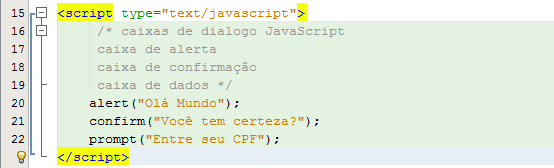 15 <script type="text/javascript">
16 /* caixas de dialogo JavaScript
17 caixa de alerta
18 caixa de confirmação
19 caixa de dados */
20 alert("Olá Mundo");
21 confirm("Você tem certeza?");
22 prompt("Entre seu CPF");
</script>